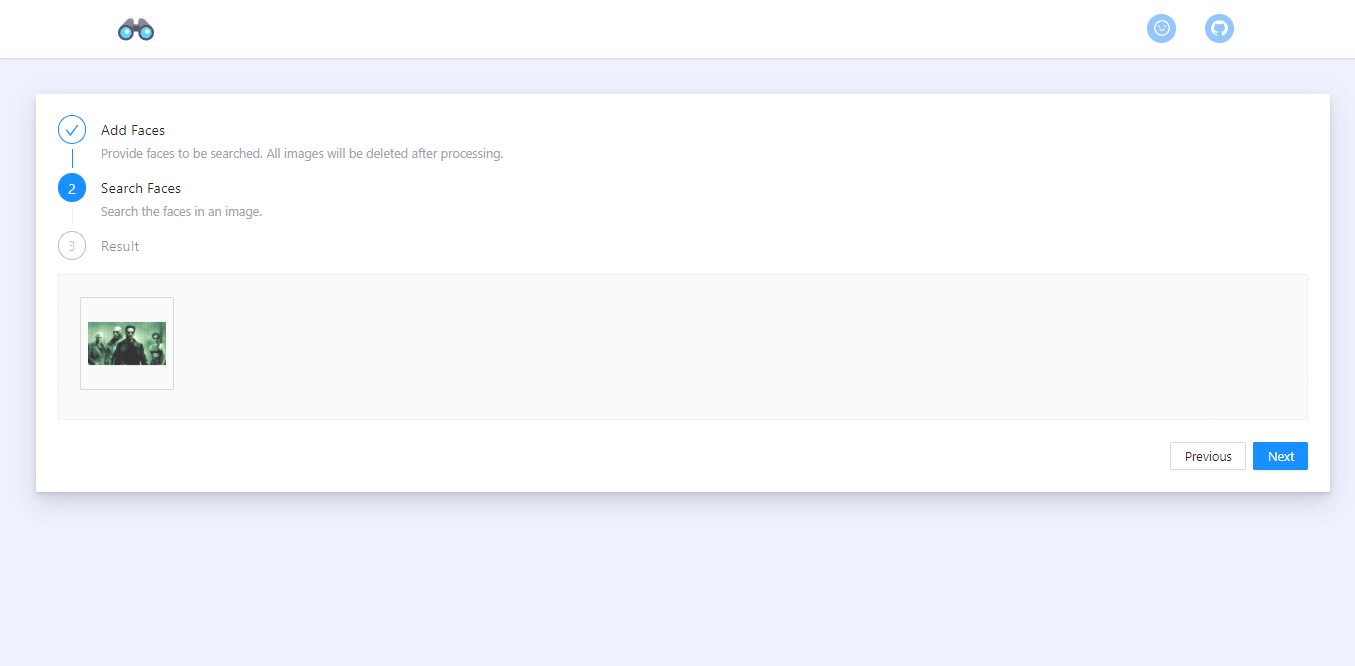 Add Faces
Provide faces to be searched. All images will be deleted after processing.
2
Search Faces
Search the faces in an image.
3
Result
Previous
Next